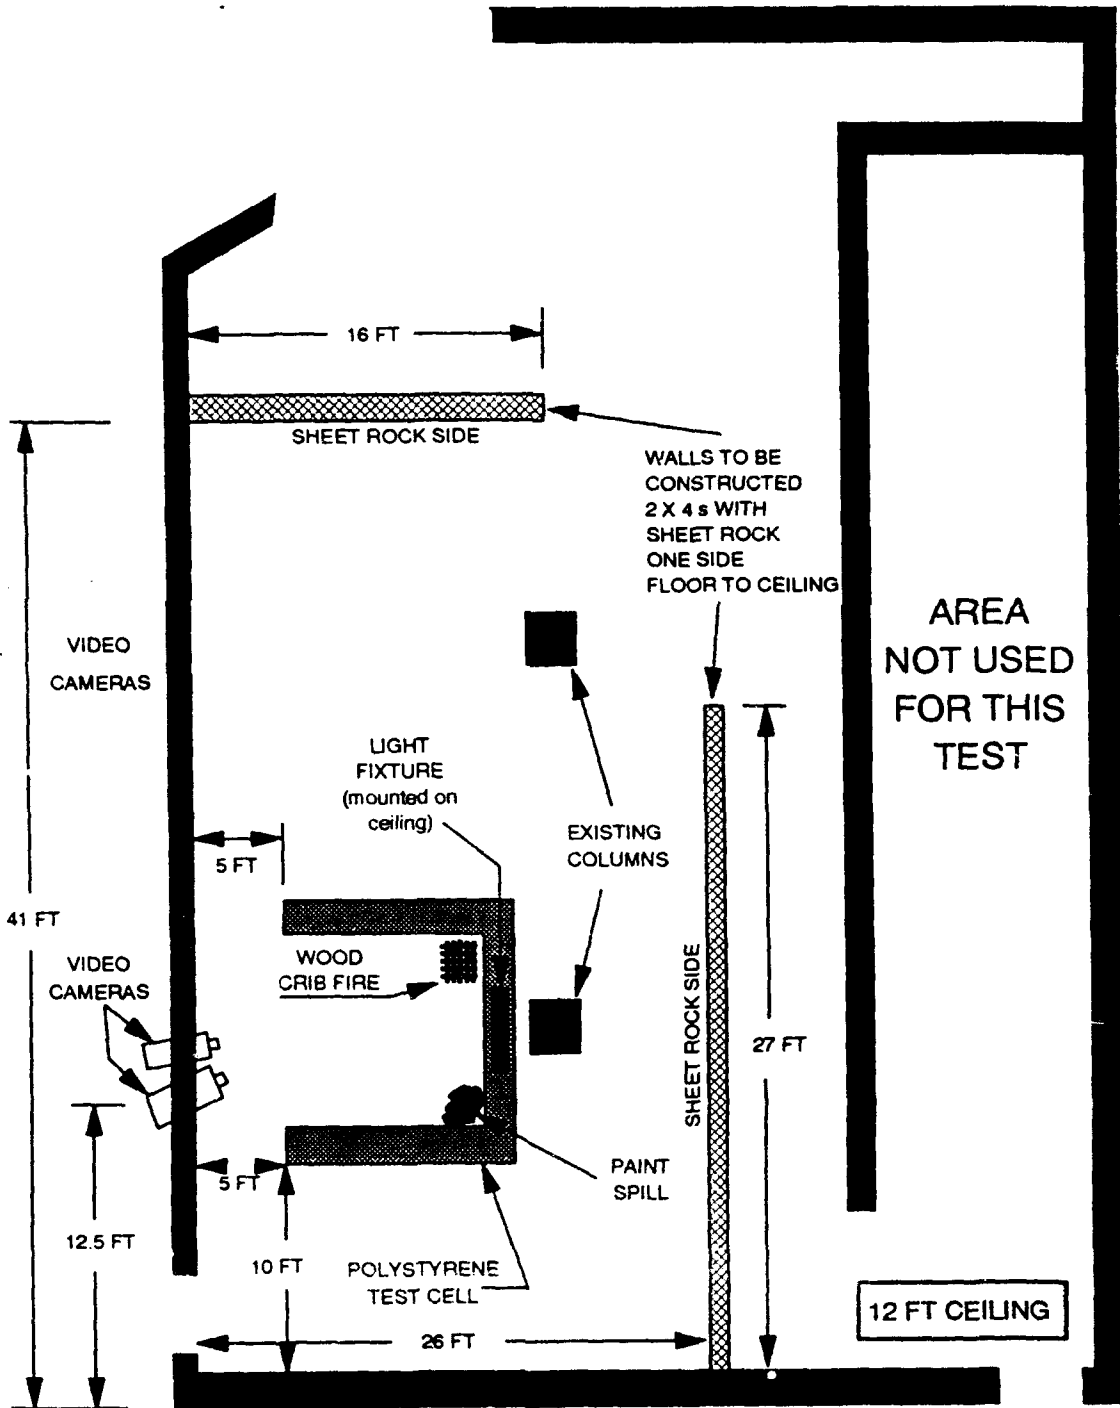 16 FT
SHEET ROCK SIDE
WALLS TO BE
CONSTRUCTED
2 X 4 s WITH
SHEET ROCK
ONE SIDE
FLOOR TO CEILING
AREA
NOT USED
FOR THIS
TEST
VIDEO
CAMERAS
LIGHT
FIXTURE
(mounted on
ceiling)
EXISTING
COLUMNS
5 FT
41 FT
WOOD
CRIB FIRE
VIDEO
CAMERAS
SHEET ROCK SIDE
27 FT
PAINT
SPILL
5 FT
12.5 FT
10 FT
POLYSTYRENE
TEST CELL
12 FT CEILING
26 FT